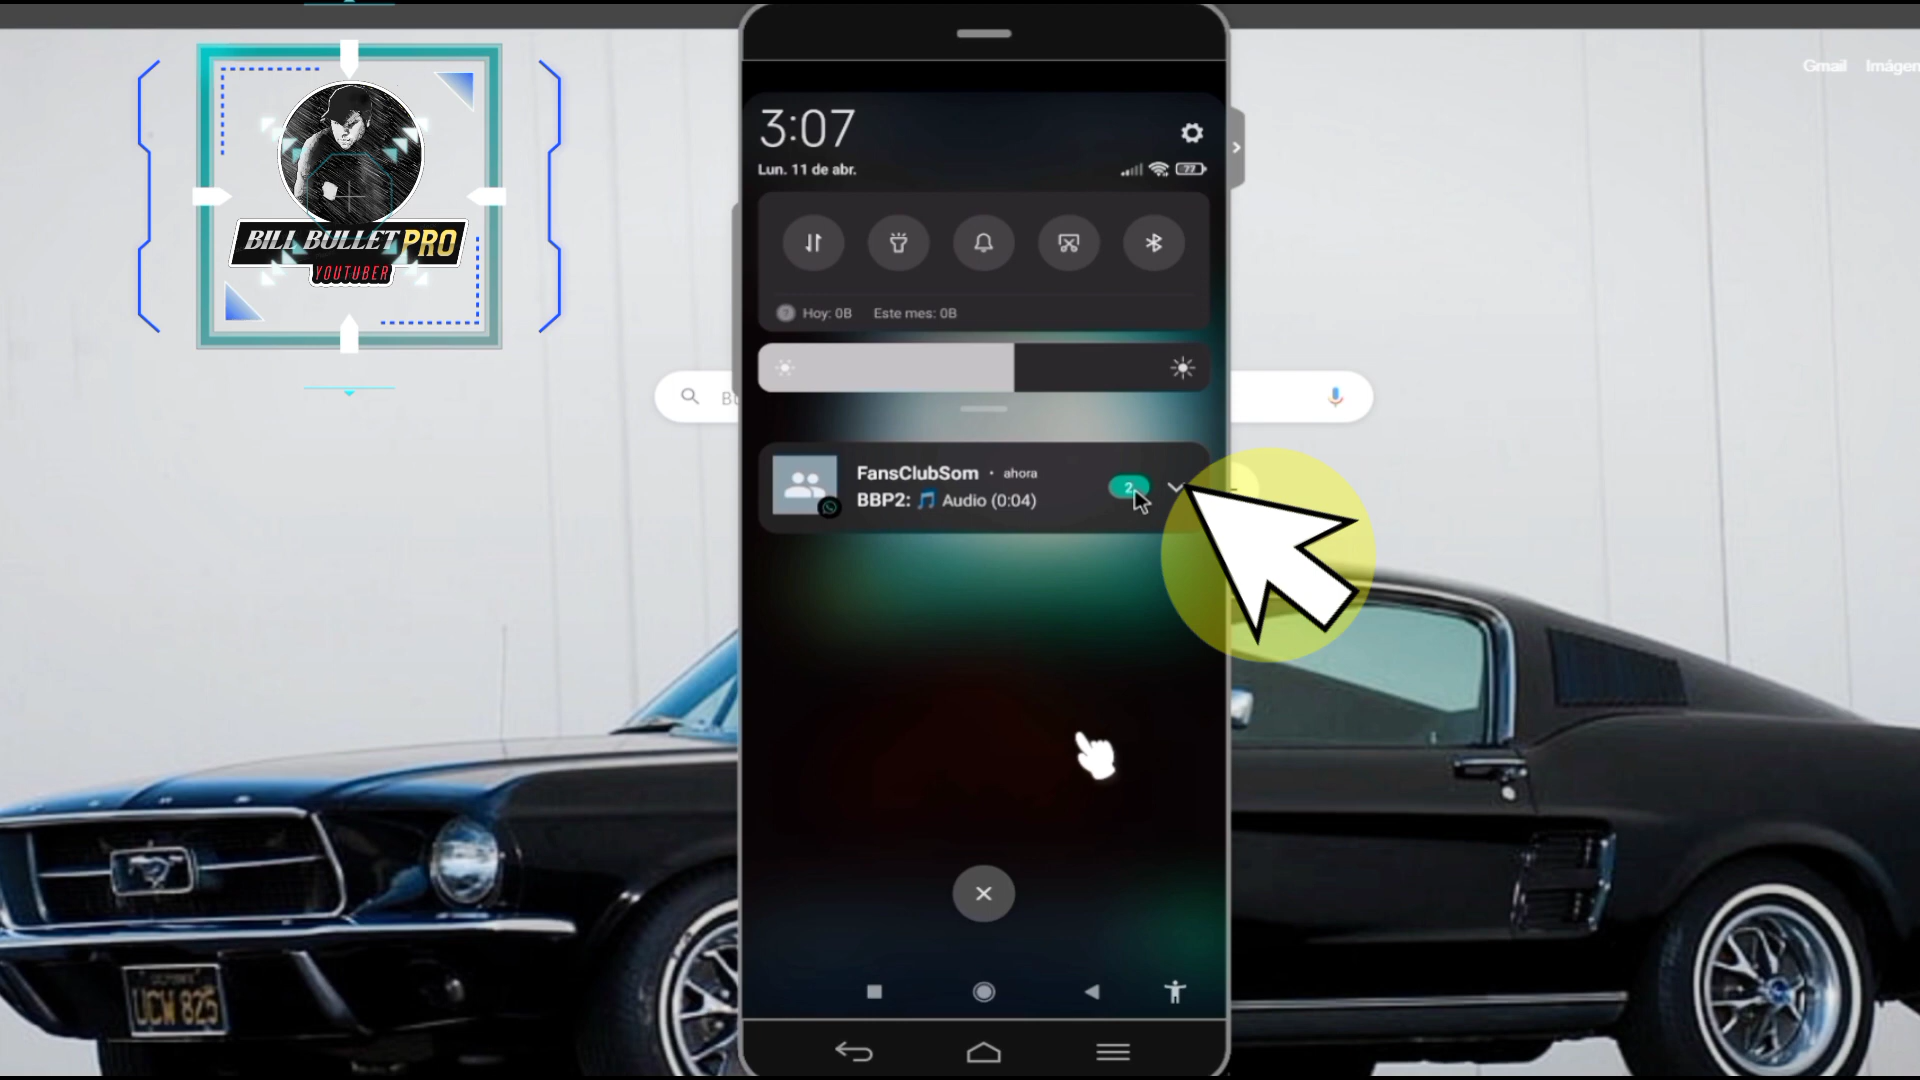 Gmail Imágen
BILL BULLET PRO
YOUTUBER
3:07
Lun. 11 de abr.
77
Hoy: 0B Este mes: 0B
FansClubSom · ahora
2
BBP2: 🎵 Audio (0:04)
UCW 825